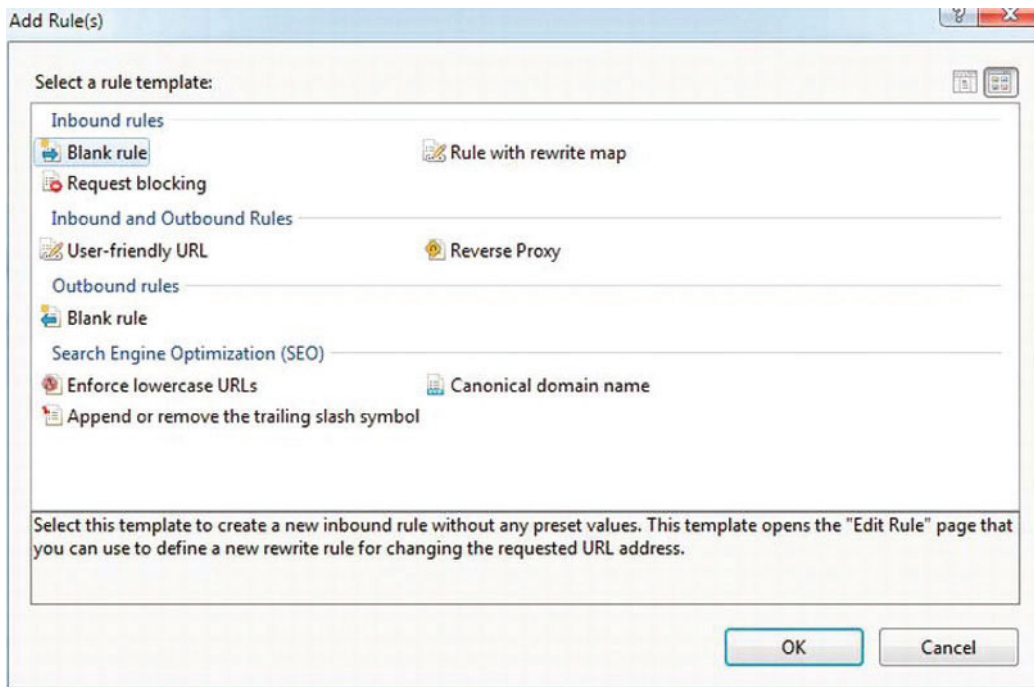 Add Rule(s)
Select a rule template:
Inbound rules
Blank rule
Rule with rewrite map
Request blocking
Inbound and Outbound Rules
User-friendly URL
Reverse Proxy
Outbound rules
Blank rule
Search Engine Optimization (SEO)
Enforce lowercase URLs
Canonical domain name
Append or remove the trailing slash symbol
Select this template to create a new inbound rule without any preset values. This template opens the "Edit Rule" page that
you can use to define a new rewrite rule for changing the requested URL address.
OK
Cancel